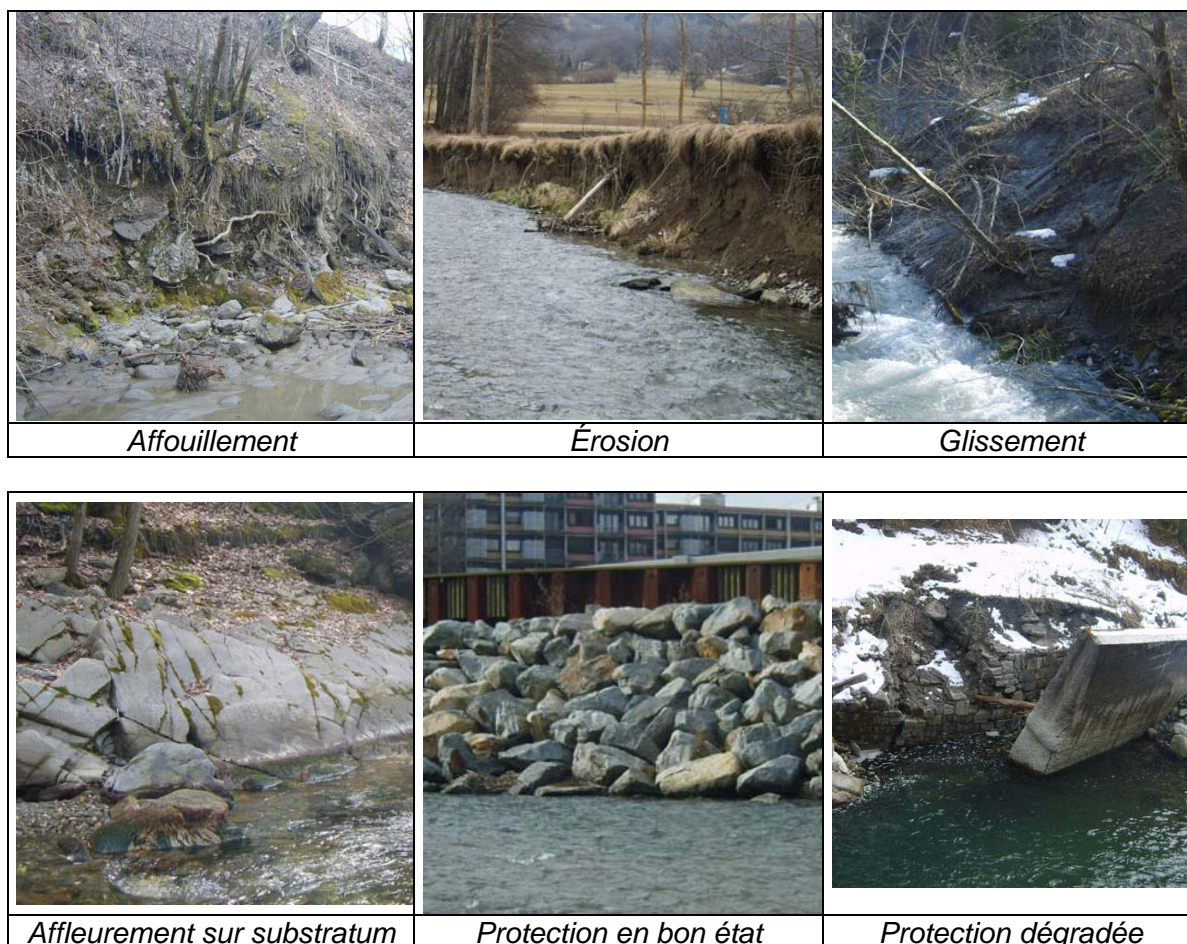 Affouillement
Érosion
Glissement
Affleurement sur substratum
Protection en bon état
Protection dégradée